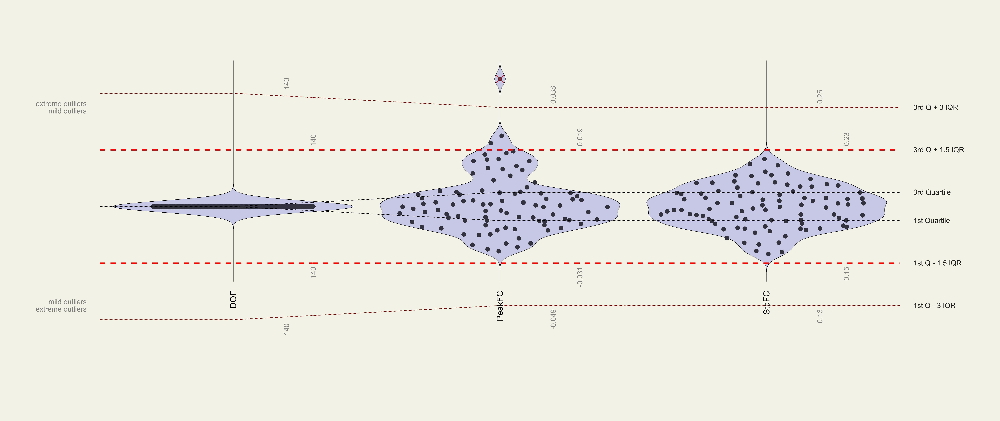 140
0.038
0.25
extreme outliers
mild outliers
3rd Q + 3 IQR
140
0.019
0.23
3rd Q + 1.5 IQR
3rd Quartile
1st Quartile
1st Q - 1.5 IQR
140
-0.031
0.15
DOF
PeakFC
StdFC
mild outliers
extreme outliers
1st Q - 3 IQR
140
-0.049
0.13